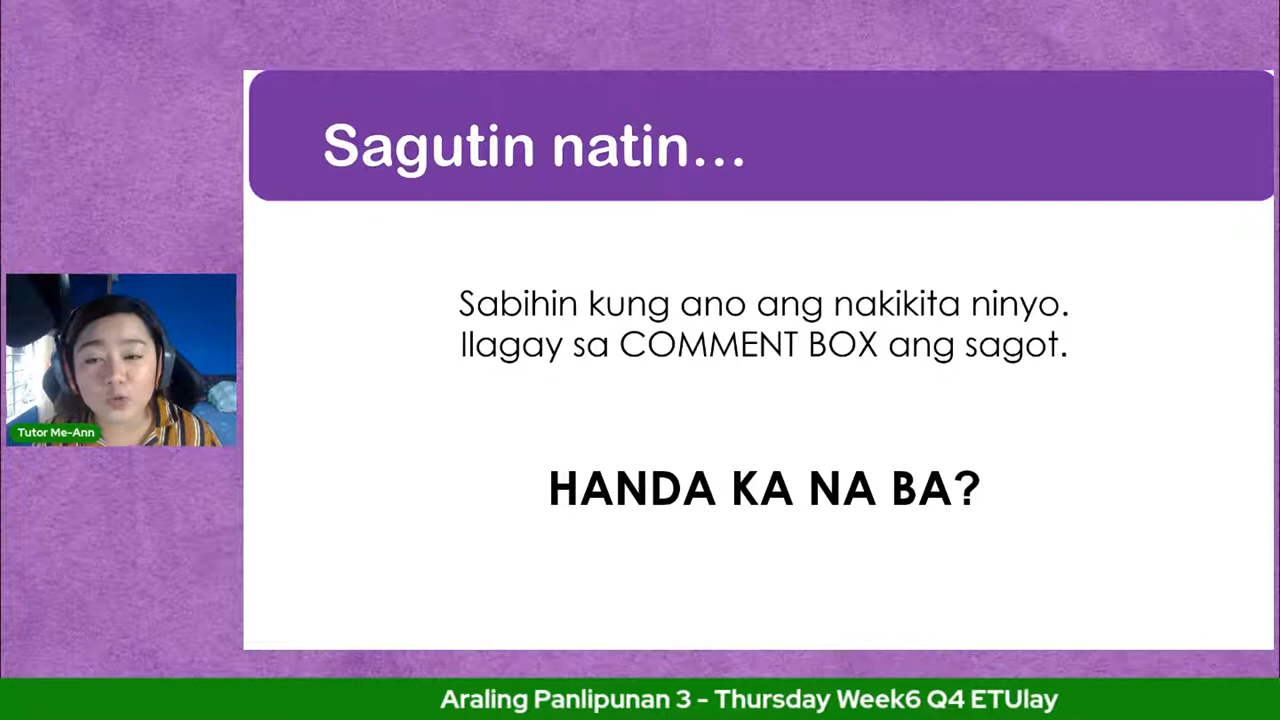 Sagutin natin...
Sabihin kung ano ang nakikita ninyo.
Ilagay sa COMMENT BOX ang sagot.
HANDA KA NA BA?
Tutor Me-Ann
Araling Panlipunan 3 - Thursday Week6 Q4 ETUlay